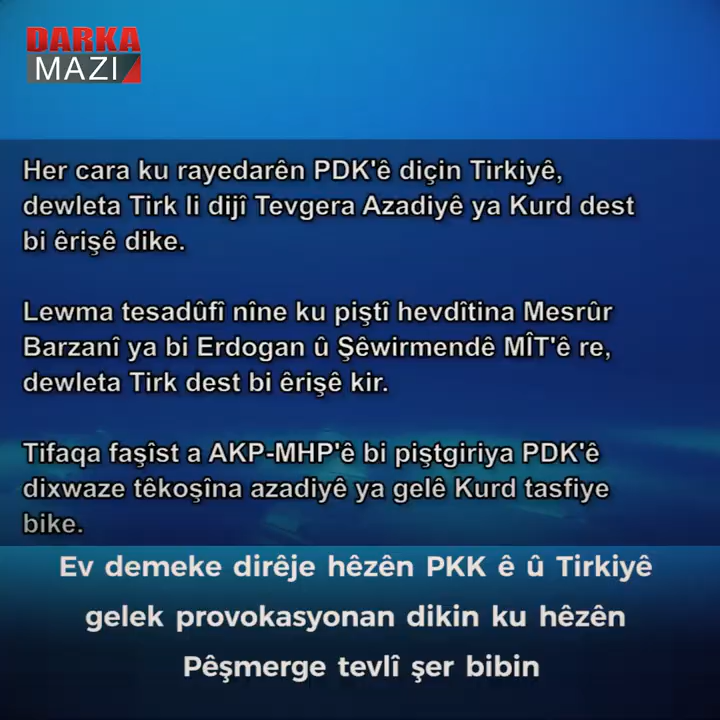 DARKA
MAZI
Her cara ku rayedarên PDK'ê diçin Tirkiyê,
dewleta Tirk li dijî Tevgera Azadiyê ya Kurd dest
bi êrişê dike.
Lewma tesadûfî nîne ku piştî hevdîtina Mesrûr
Barzanî ya bi Erdogan û Şêwirmendê MÎT'ê re,
dewleta Tirk dest bi êrişê kir.
Tifaqa faşîst a AKP-MHP'ê bi piştgiriya PDK'ê
dixwaze têkoşîna azadiyê ya gelê Kurd tasfiye
bike.
Ev demeke dirêje hêzên PKK ê û Tirkiyê
gelek provokasyonan dikin ku hêzên
Pêşmerge tevlî şer bibin